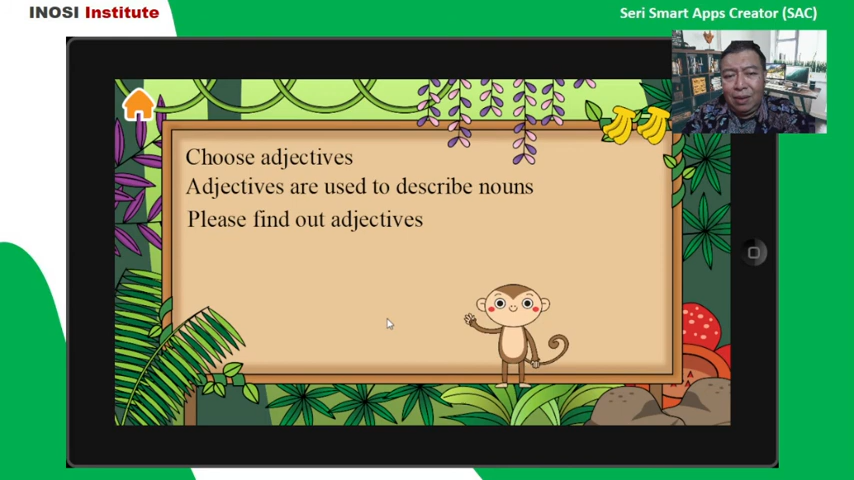 INOSI Institute
Seri Smart Apps Creator (SAC)
Choose adjectives
Adjectives are used to describe nouns
Please find out adjectives